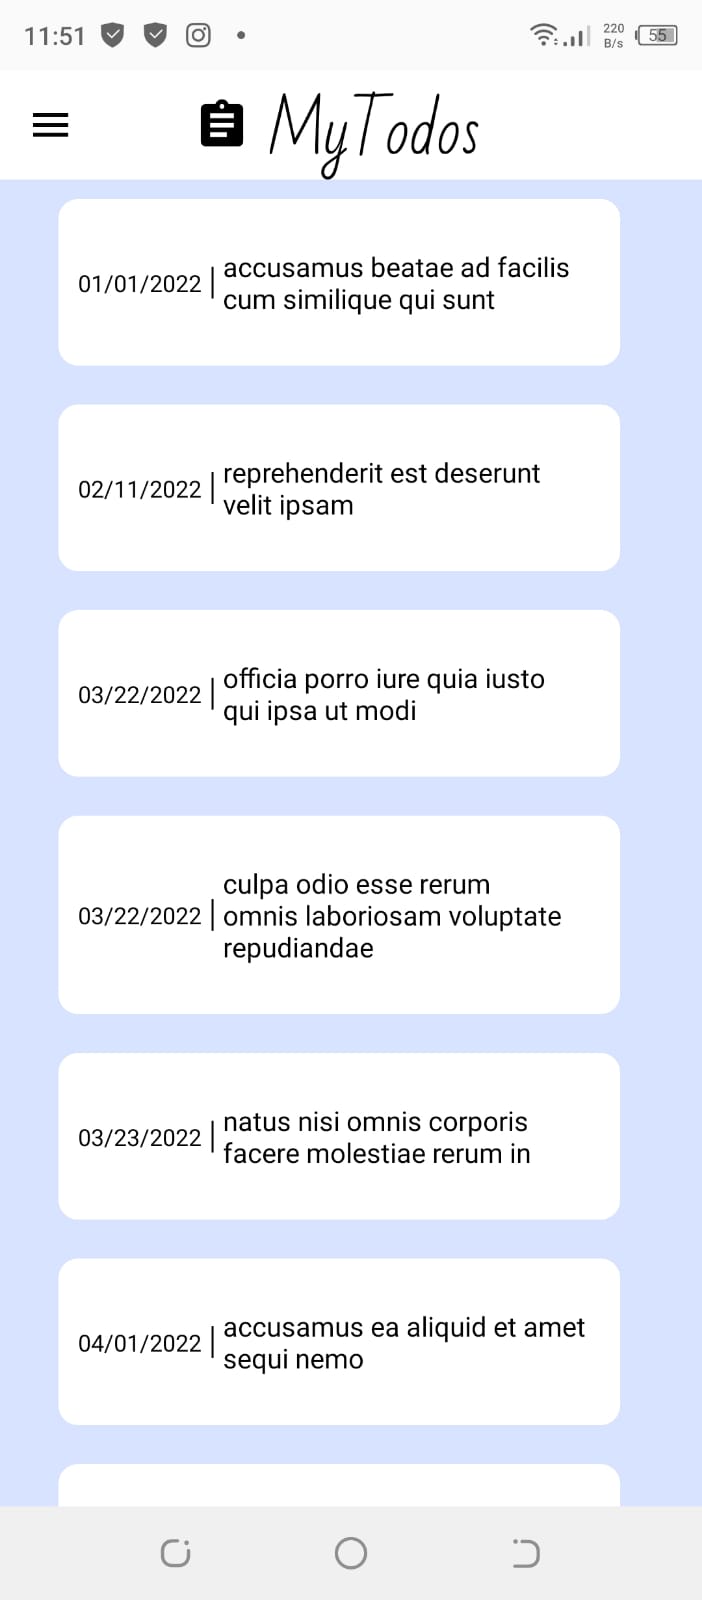 11:51
220
B/s
55
MyTodos
01/01/2022 | accusamus beatae ad facilis
cum similique qui sunt
02/11/2022 | reprehenderit est deserunt
velit ipsam
03/22/2022 | officia porro iure quia iusto
qui ipsa ut modi
03/22/2022 | culpa odio esse rerum
omnis laboriosam voluptate
repudiandae
03/23/2022 | natus nisi omnis corporis
facere molestiae rerum in
04/01/2022 | accusamus ea aliquid et amet
sequi nemo